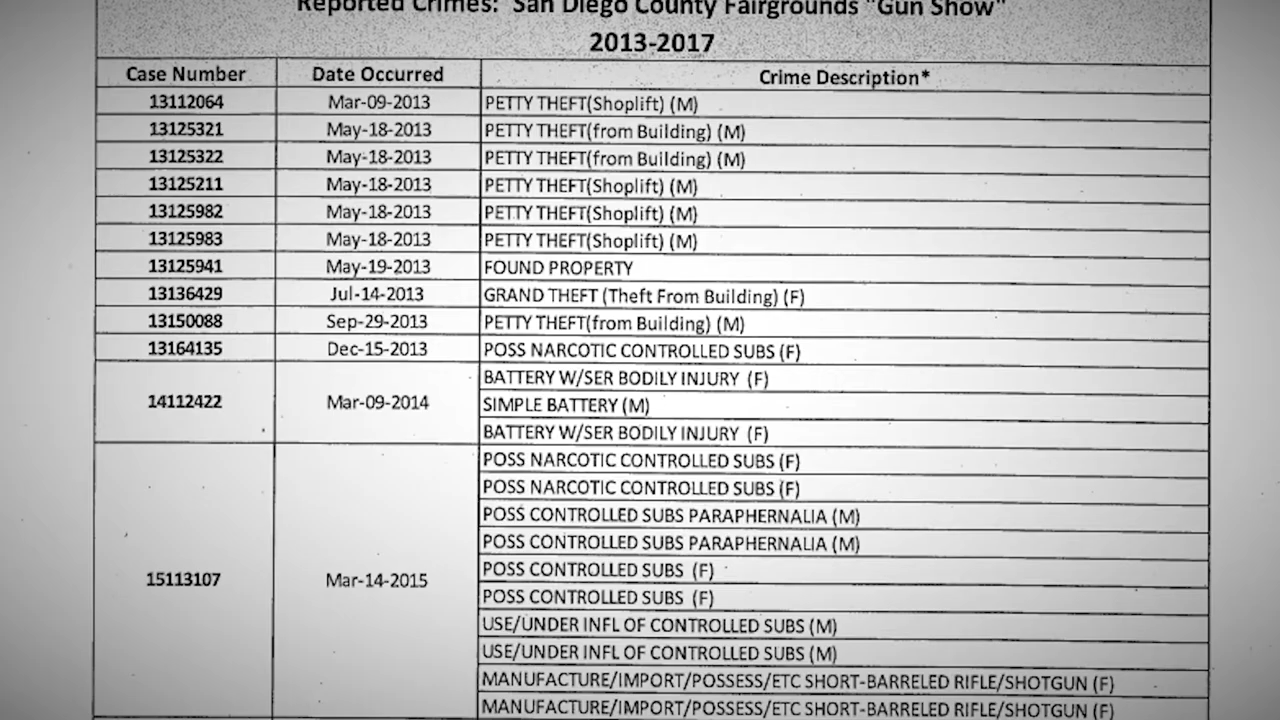 Reported Crimes: San Diego County Fairgrounds "Gun Show"
2013-2017
Case Number Date Occurred Crime Description*
13112064 Mar-09-2013 PETTY THEFT(Shoplift) (M)
13125321 May-18-2013 PETTY THEFT(from Building) (M)
13125322 May-18-2013 PETTY THEFT(from Building) (M)
13125211 May-18-2013 PETTY THEFT(Shoplift) (M)
13125982 May-18-2013 PETTY THEFT(Shoplift) (M)
13125983 May-18-2013 PETTY THEFT(Shoplift) (M)
13125941 May-19-2013 FOUND PROPERTY
13136429 Jul-14-2013 GRAND THEFT (Theft From Building) (F)
13150088 Sep-29-2013 PETTY THEFT(from Building) (M)
13164135 Dec-15-2013 POSS NARCOTIC CONTROLLED SUBS (F)
BATTERY W/SER BODILY INJURY (F)
14112422 Mar-09-2014 SIMPLE BATTERY (M)
BATTERY W/SER BODILY INJURY (F)
POSS NARCOTIC CONTROLLED SUBS (F)
POSS NARCOTIC CONTROLLED SUBS (F)
POSS CONTROLLED SUBS PARAPHERNALIA (M)
POSS CONTROLLED SUBS PARAPHERNALIA (M)
15113107 Mar-14-2015 POSS CONTROLLED SUBS (F)
POSS CONTROLLED SUBS (F)
USE/UNDER INFL OF CONTROLLED SUBS (M)
USE/UNDER INFL OF CONTROLLED SUBS (M)
MANUFACTURE/IMPORT/POSSESS/ETC SHORT-BARRELED RIFLE/SHOTGUN (F)
MANUFACTURE/IMPORT/POSSESS/ETC SHORT-BARRELED RIFLE/SHOTGUN (F)